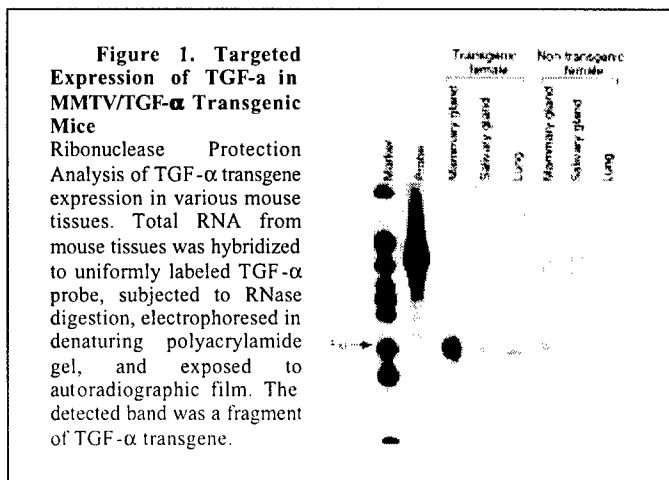 Figure 1. Targeted
Expression of TGF-a in
MMTV/TGF-α Transgenic
Mice
Ribonuclease Protection
Analysis of TGF-α transgene
expression in various mouse
tissues. Total RNA from
mouse tissues was hybridized
to uniformly labeled TGF-α
probe, subjected to RNase
digestion, electrophoresed in
denaturing polyacrylamide
gel, and exposed to
autoradiographic film. The
detected band was a fragment
of TGF-α transgene.
Transgenic
female
Non transgenic
female
Marker
Probe
Mammary gland
Salivary gland
Lung
Mammary gland
Salivary gland
Lung